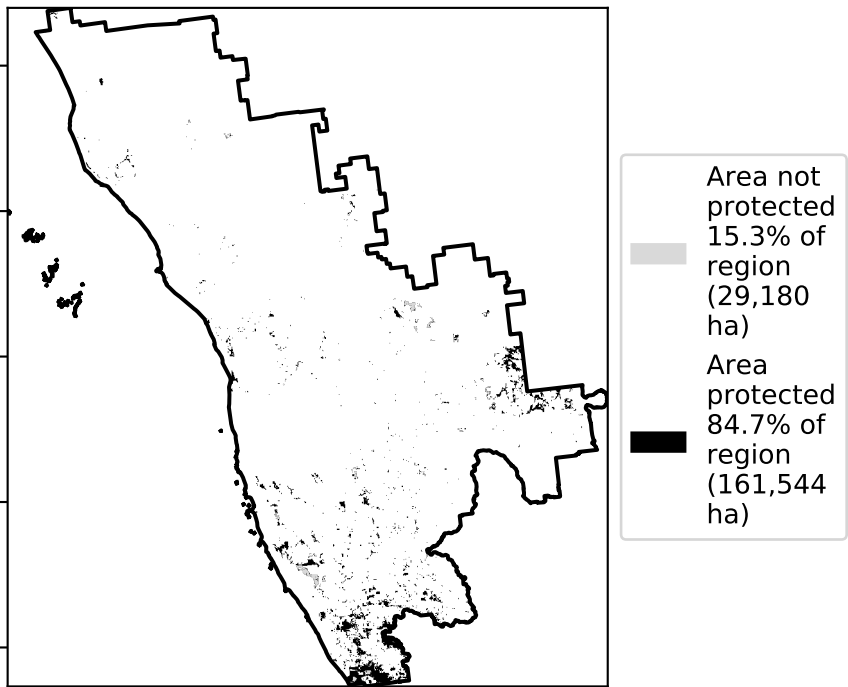 Area not
protected
15.3% of
region
(29,180
ha)
Area
protected
84.7% of
region
(161,544
ha)